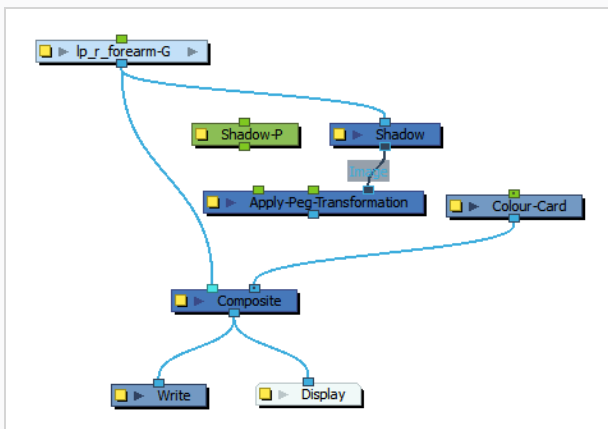 lp_r_forearm-G
Shadow-P
Shadow
Image
Apply-Peg-Transformation
Colour-Card
Composite
Write
Display